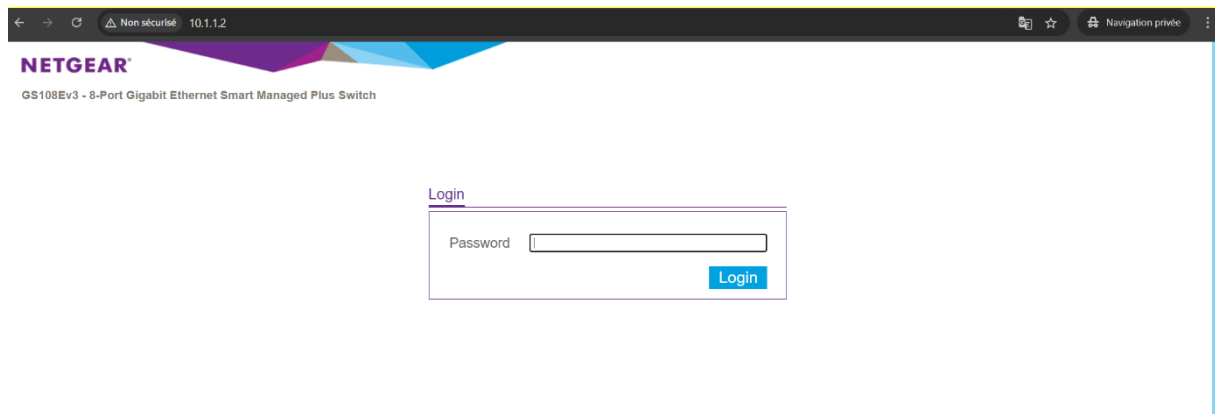 Non sécurisé 10.1.1.2 Navigation privée
NETGEAR®
GS108Ev3 - 8-Port Gigabit Ethernet Smart Managed Plus Switch
Login
Password
Login